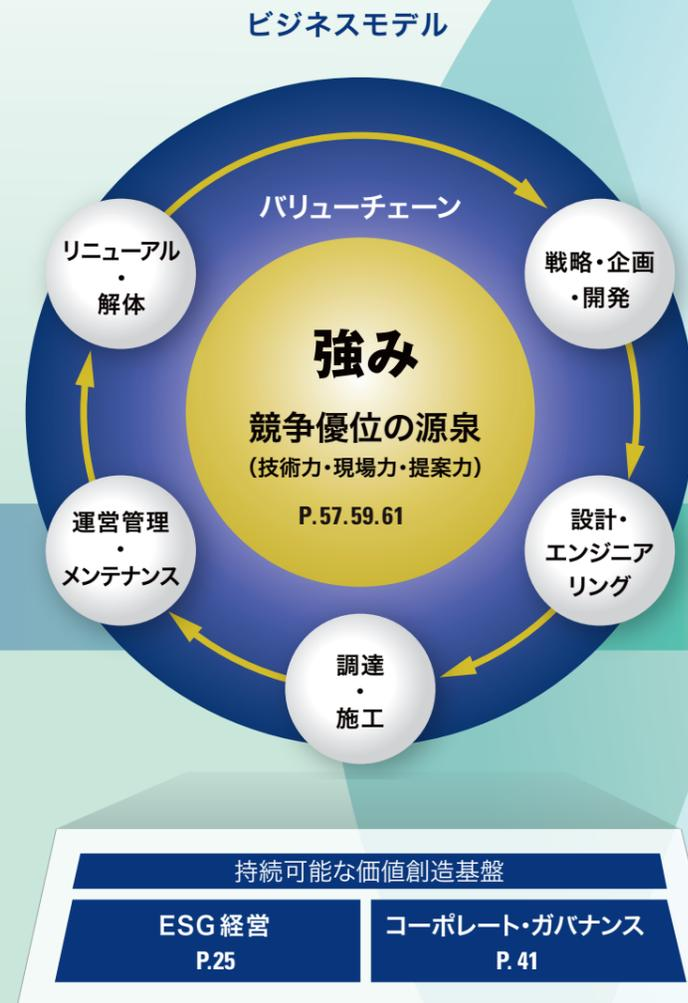 ビジネスモデル
バリューチェーン
リニューアル
・
解体
戦略・企画
・開発
強み
競争優位の源泉
（技術力・現場力・提案力）
P.57.59.61
運営管理
・
メンテナンス
設計・
エンジニア
リング
調達
・
施工
持続可能な価値創造基盤
ESG経営
P.25
コーポレート・ガバナンス
P. 41